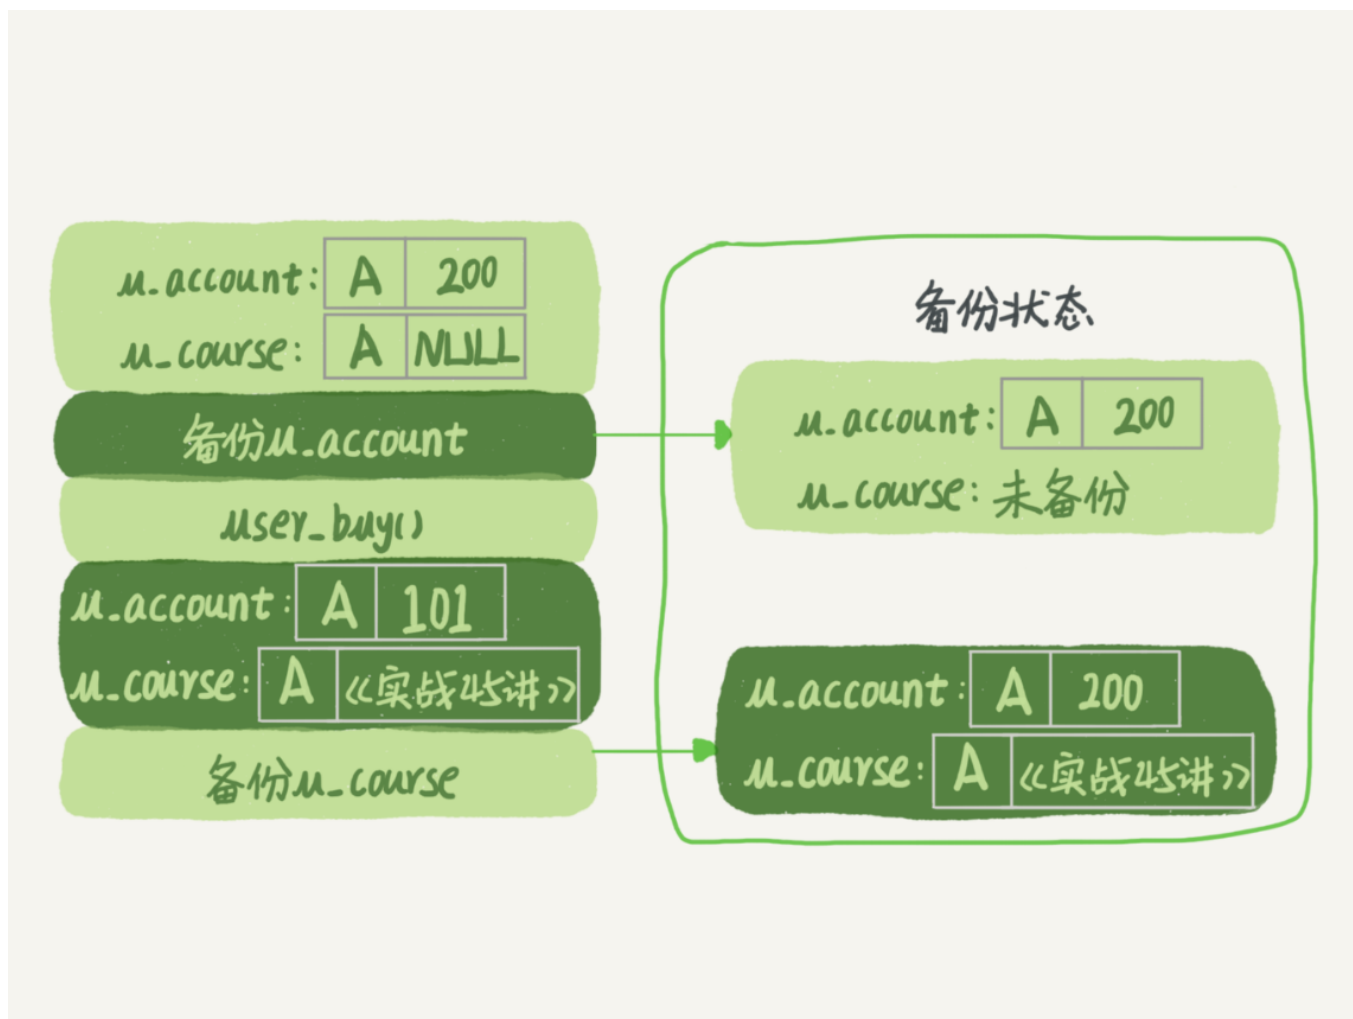 u_account: A 200
u_course: A NULL
备份u_account
user_buy()
u_account: A 101
u_course: A 《实战45讲》
备份u_course
备份状态
u_account: A 200
u_course: 未备份
u_account: A 200
u_course: A 《实战45讲》